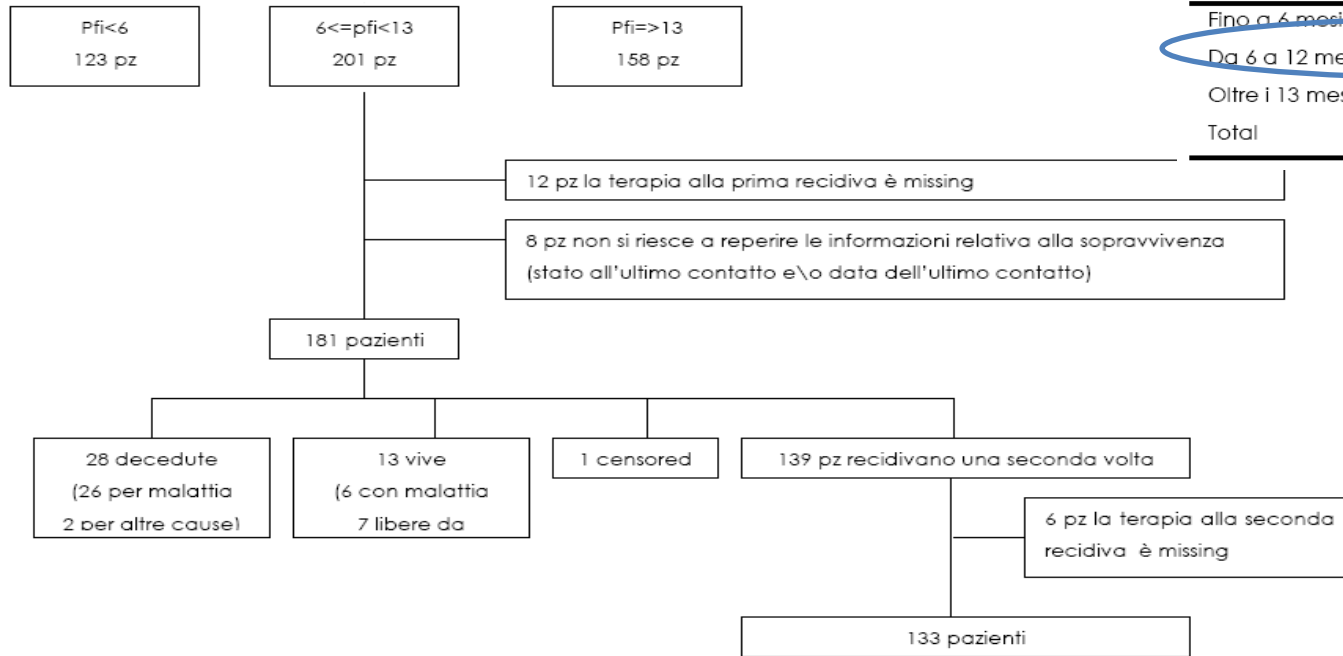 Pfi<6
123 pz
6<=pfi<13
201 pz
Pfi=>13
158 pz
Fino a 6 mesi
Da 6 a 12
Oltre i 13
Total
12 pz la terapia alla prima recidiva è missing
8 pz non si riesce a reperire le informazioni relativa alla sopravvivenza
(stato all'ultimo contatto e\o data dell'ultimo contatto)
181 pazienti
28 decedute
(26 per malattia
2 per altre cause)
13 vive
(6 con malattia
7 libere da
1 censored
139 pz recidivano una seconda volta
6 pz la terapia alla seconda
recidiva è missing
133 pazienti